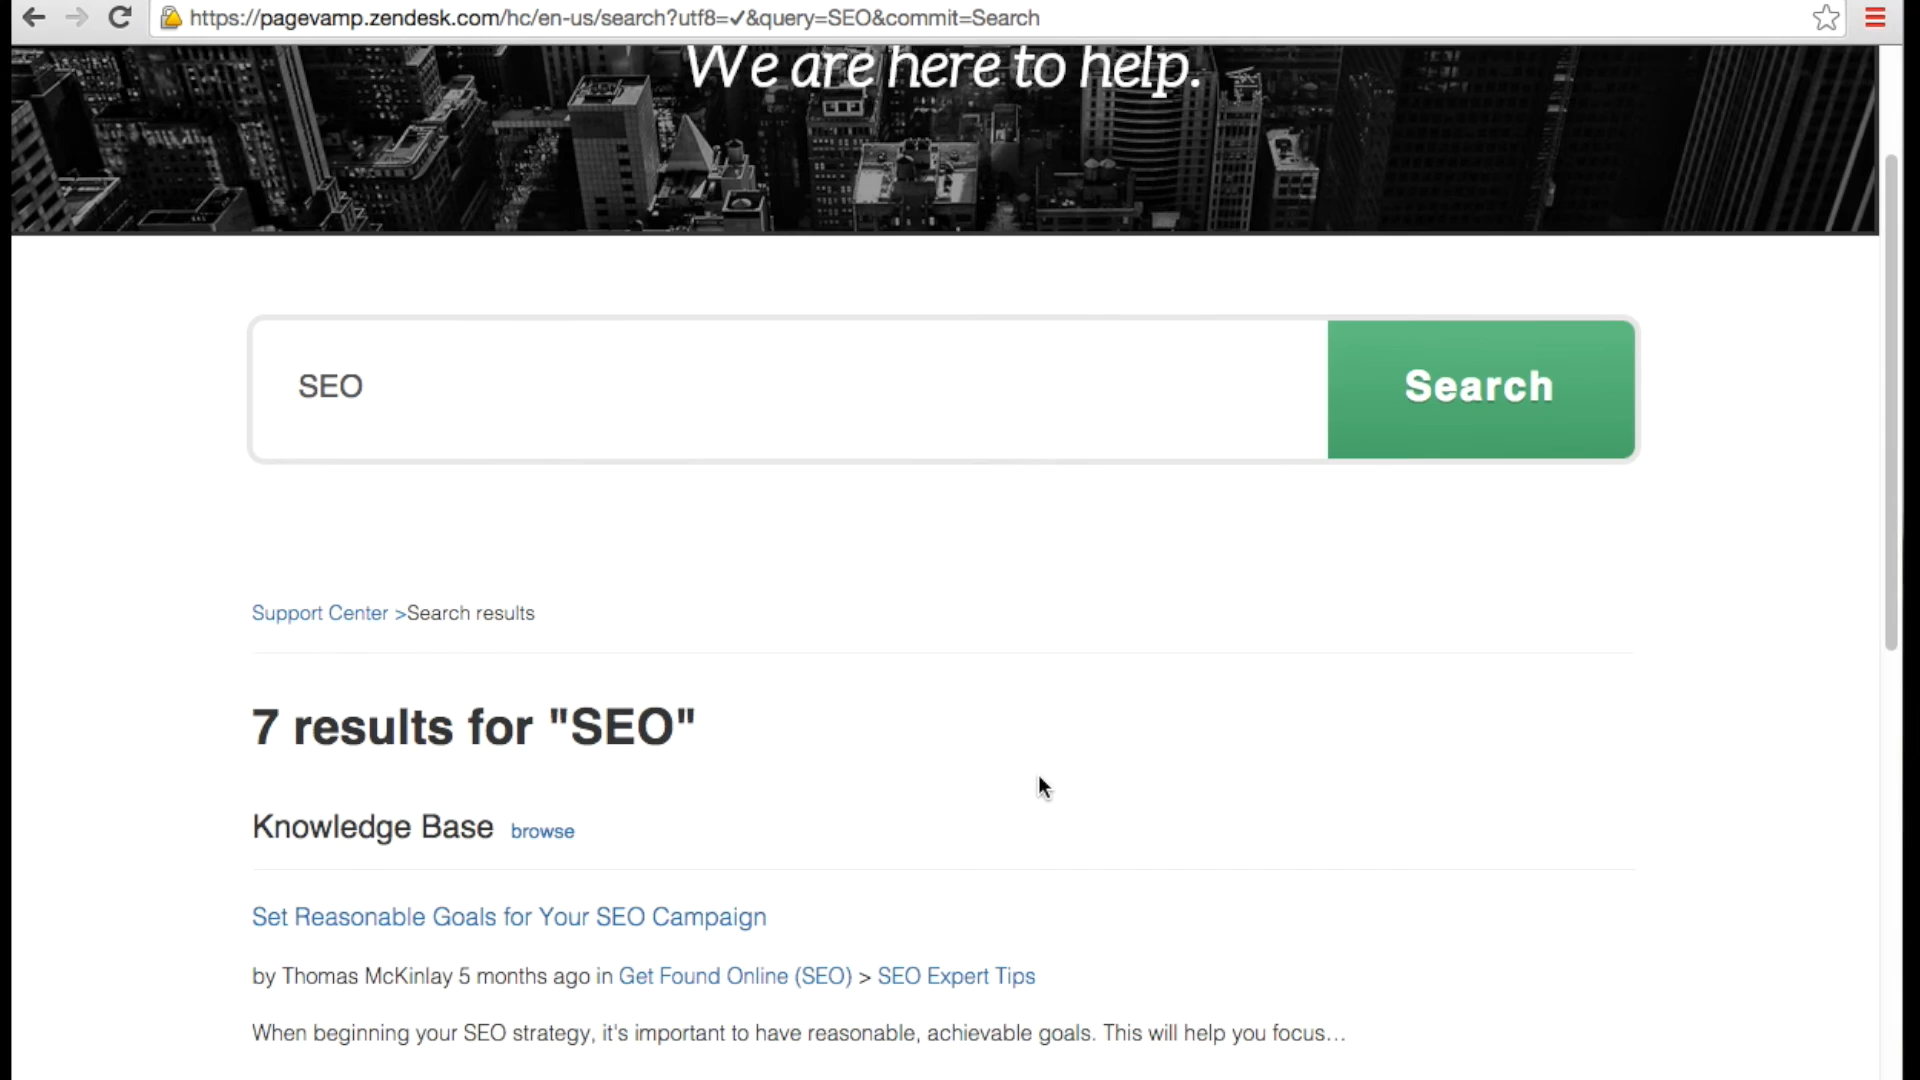 https://pagevamp.zendesk.com/hc/en-us/search?utf8=✓&query=SEO&commit=Search
We are here to help.
SEO
Search
Support Center >Search results
7 results for "SEO"
Knowledge Base browse
Set Reasonable Goals for Your SEO Campaign
by Thomas McKinlay 5 months ago in Get Found Online (SEO) > SEO Expert Tips
When beginning your SEO strategy, it's important to have reasonable, achievable goals. This will help you focus...